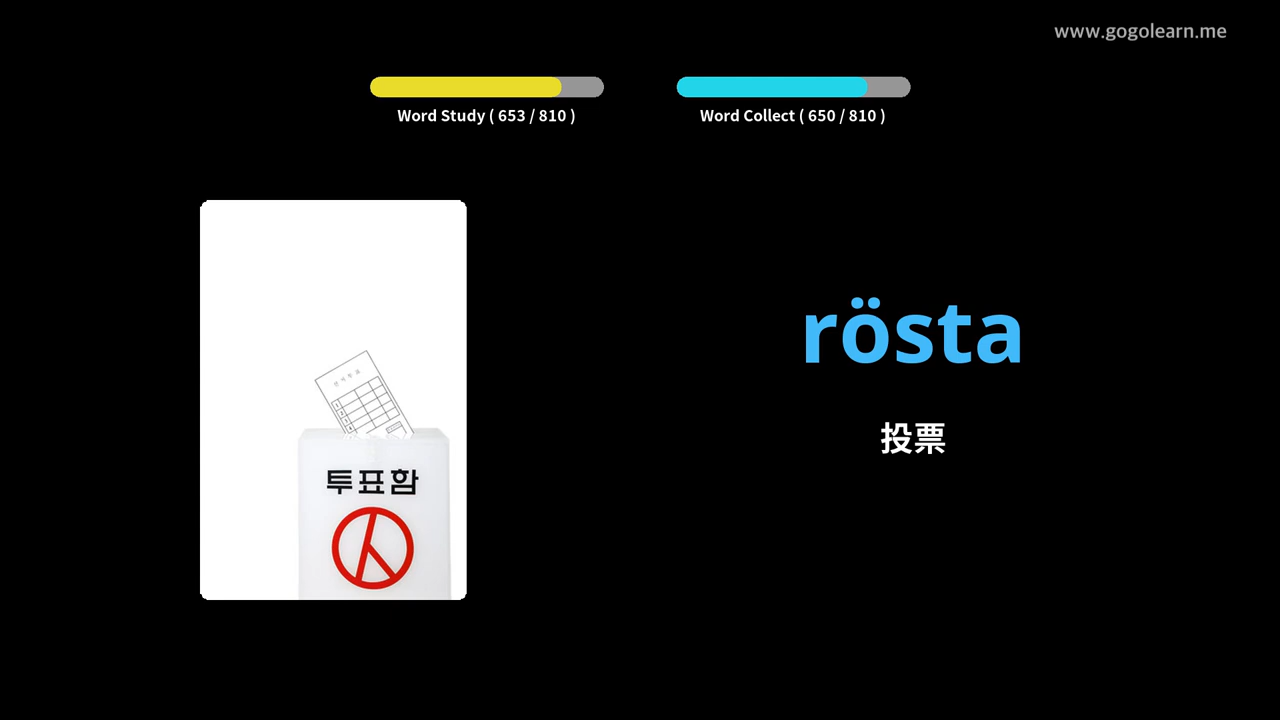 www.gogolearn.me
Word Study ( 653 / 810 )
Word Collect ( 650 / 810 )
투표함
rösta
投票